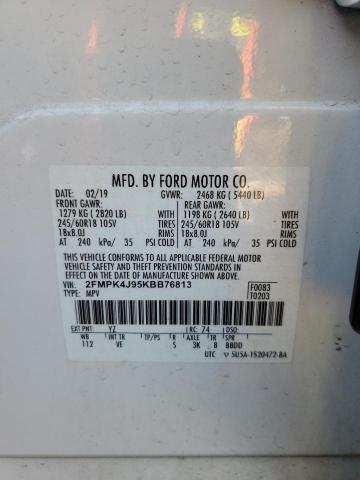 MFD. BY FORD MOTOR CO.
DATE: 02/19 GVWR: 2468 KG ( 5440 LB)
FRONT GAWR: REAR GAWR:
1279 KG ( 2820 LB) WITH 1198 KG ( 2640 LB) WITH
245/60R18 105V TIRES 245/60R18 105V TIRES
18x8.0J RIMS 18x8.0J RIMS
AT 240 kPa/ 35 PSI COLD AT 240 kPa/ 35 PSI COLD
THIS VEHICLE CONFORMS TO ALL APPLICABLE FEDERAL MOTOR
VEHICLE SAFETY AND BUMPER STANDARDS IN EFFECT ON THE DATE OF
MANUFACTURE SHOWN ABOVE.
VIN: 2FMPK4J95KBB76813 F0083
TYPE: MPV T0203
EXT PNT: YZ RC: 74 DSO:
WB BRK INT TR TP/PS R AXLE TR SPR
112 VE S 3K 8 BBDD
UTC 5U5A-1520472-BA